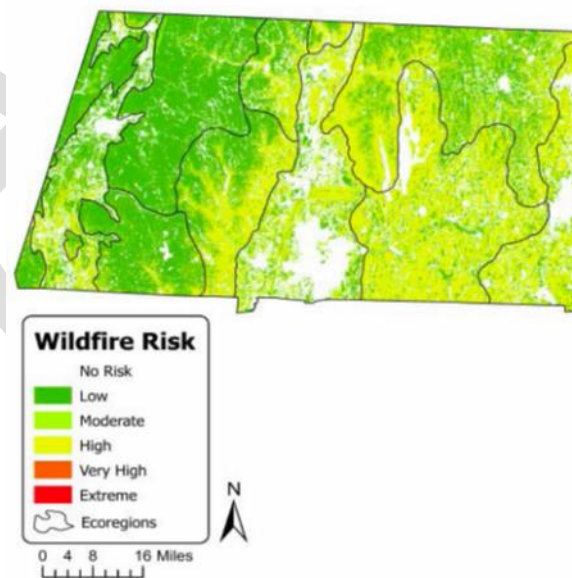 Wildfire Risk
No Risk
Low
Moderate
High
Very High
Extreme
Ecoregions
N
0 4 8 16 Miles